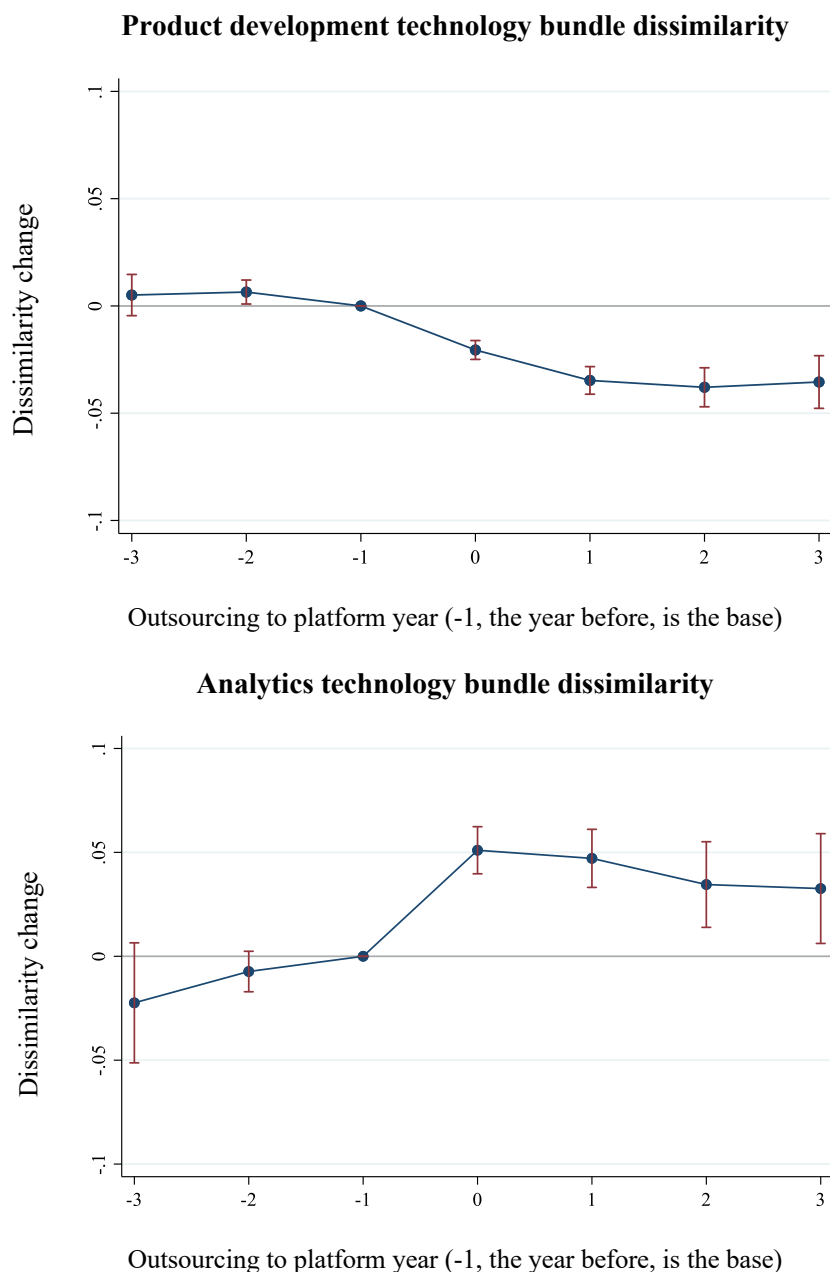 Product development technology bundle dissimilarity
.1
.05
0
-.05
-.1
Dissimilarity change
-3 -2 -1 0 1 2 3
Outsourcing to platform year (-1, the year before, is the base)
Analytics technology bundle dissimilarity
.1
.05
0
-.05
-.1
Dissimilarity change
-3 -2 -1 0 1 2 3
Outsourcing to platform year (-1, the year before, is the base)